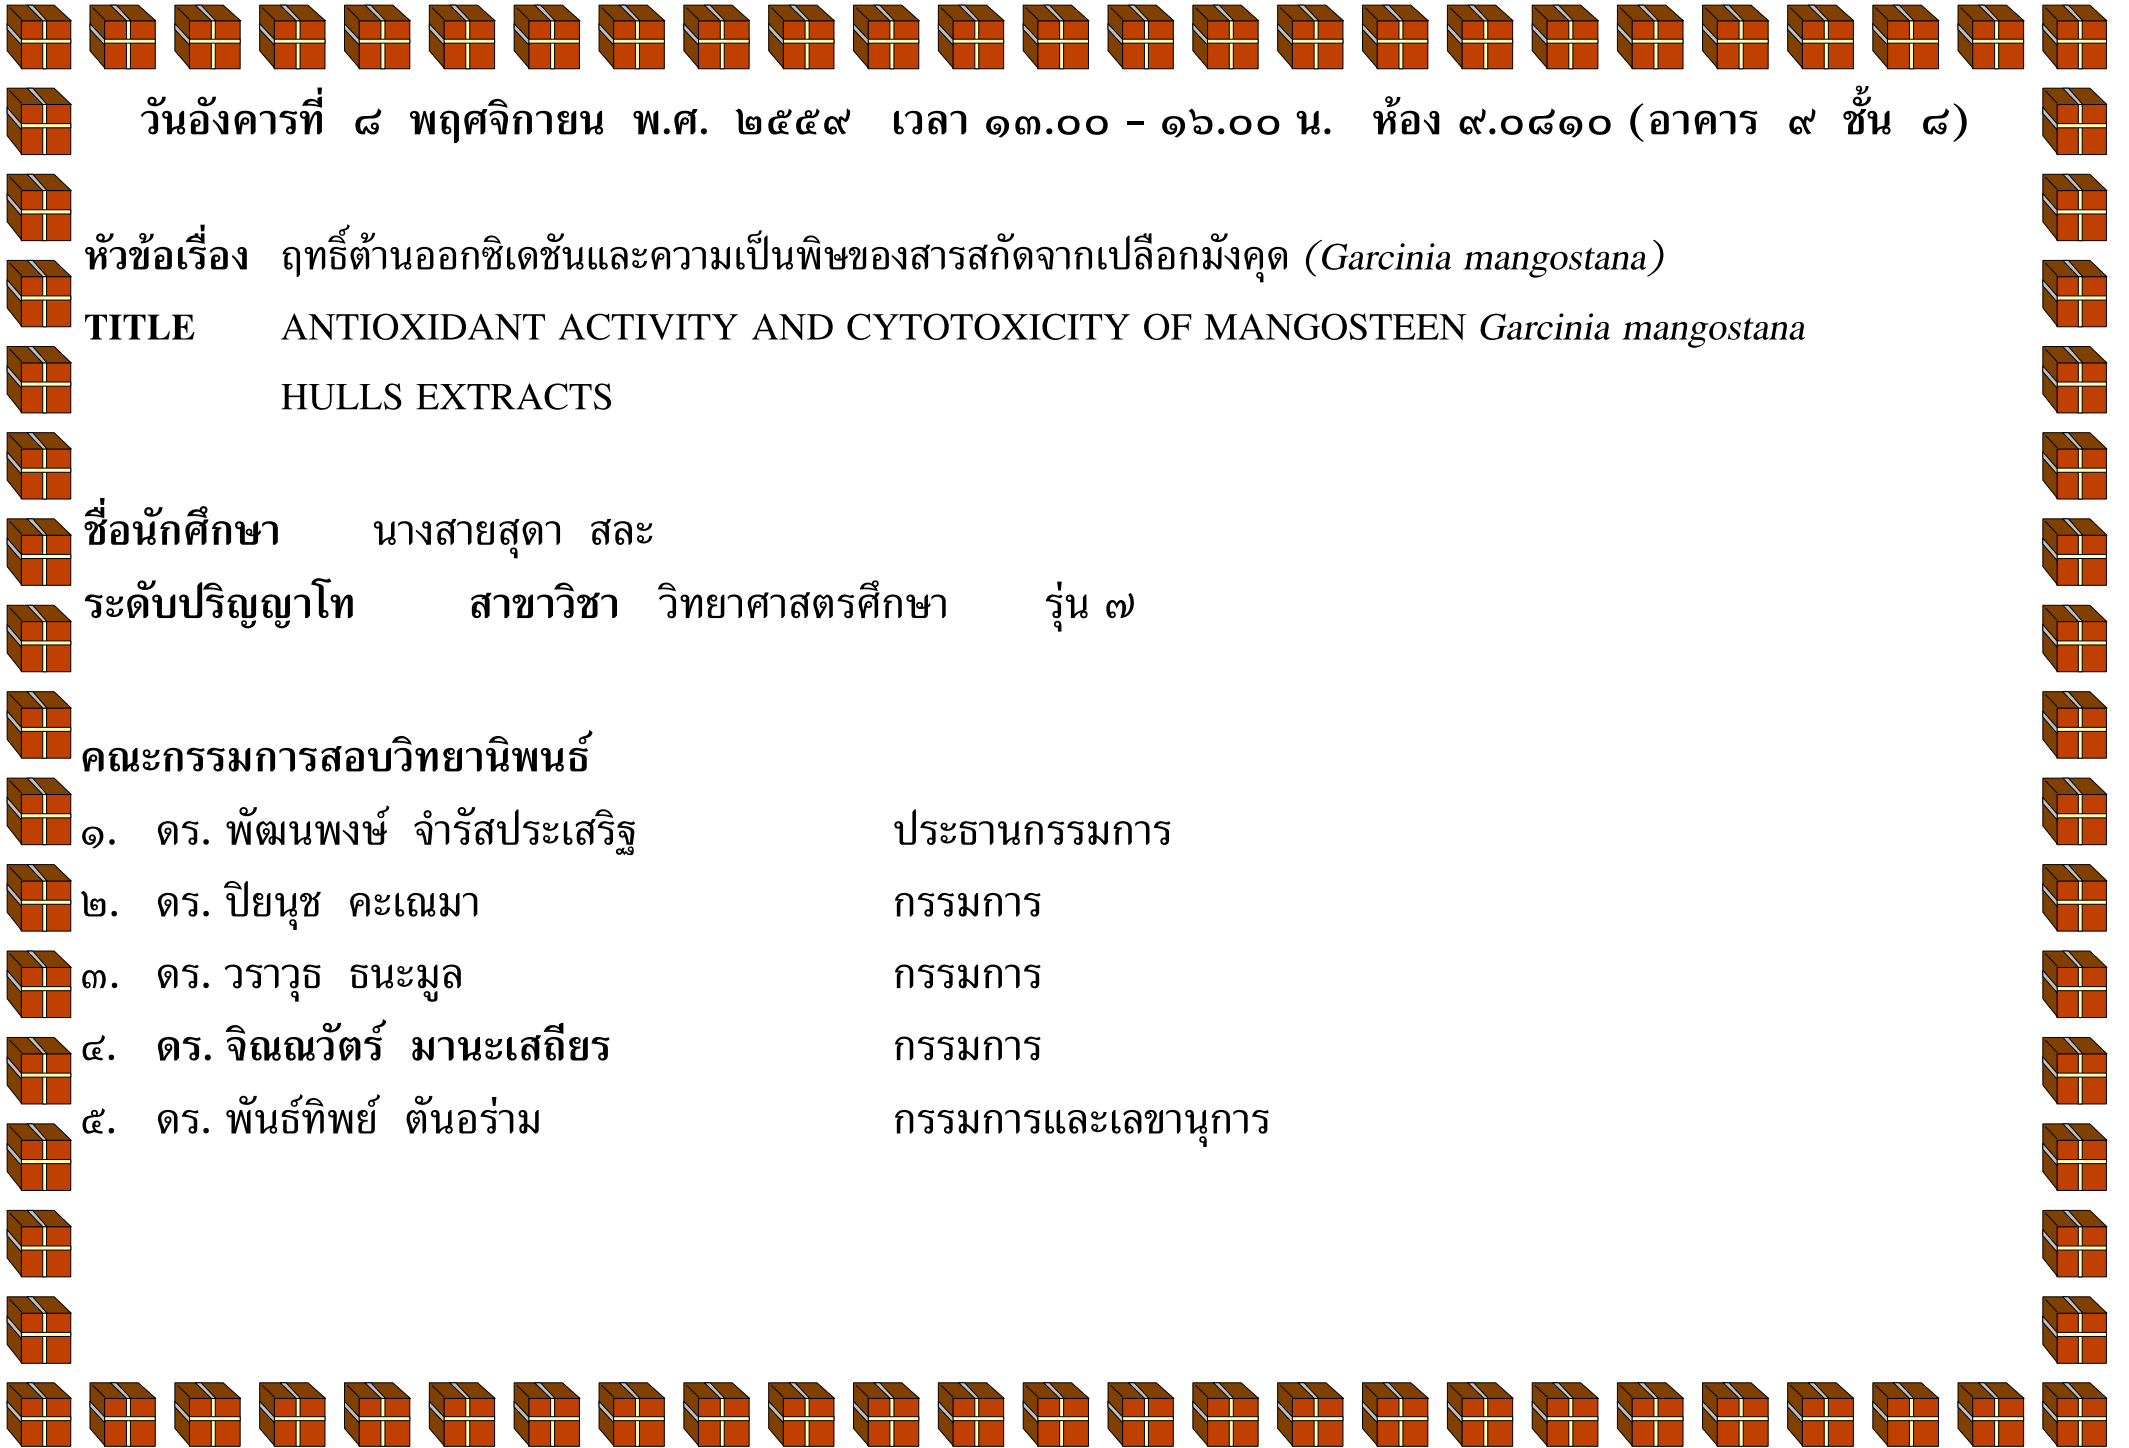 วันอังคารที่ ๘ พฤศจิกายน พ.ศ. ๒๕๕๙ เวลา ๑๓.๐๐ - ๑๖.๐๐ น. ห้อง ๙.๐๘๑๐ (อาคาร ๙ ชั้น ๘)
หัวข้อเรื่อง ฤทธิ์ต้านออกซิเดชันและความเป็นพิษของสารสกัดจากเปลือกมังคุด (Garcinia mangostana)
TITLE ANTIOXIDANT ACTIVITY AND CYTOTOXICITY OF MANGOSTEEN Garcinia mangostana
HULLS EXTRACTS
ชื่อนักศึกษา นางสายสุดา สละ
ระดับปริญญาโท สาขาวิชา วิทยาศาสตรศึกษา รุ่น ๗
คณะกรรมการสอบวิทยานิพนธ์
๑. ดร. พัฒนพงษ์ จำรัสประเสริฐ ประธานกรรมการ
๒. ดร. ปิยนุช คะเณมา กรรมการ
๓. ดร. วราวุธ ธนะมูล กรรมการ
๔. ดร. จิณณวัตร์ มานะเสถียร กรรมการ
๕. ดร. พันธ์ทิพย์ ตันอร่าม กรรมการและเลขานุการ